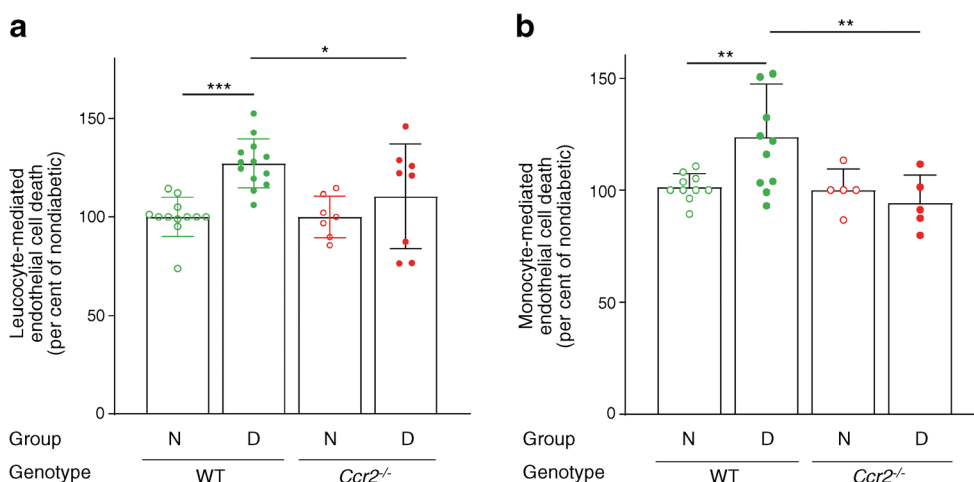 a
*
***
150
100
50
0
Leucocyte-mediated
endothelial cell death
(per cent of nondiabetic)
Group N D N D
Genotype WT Ccr2-/-
b
**
**
150
100
50
0
Monocyte-mediated
endothelial cell death
(per cent of nondiabetic)
Group N D N D
Genotype WT Ccr2-/-